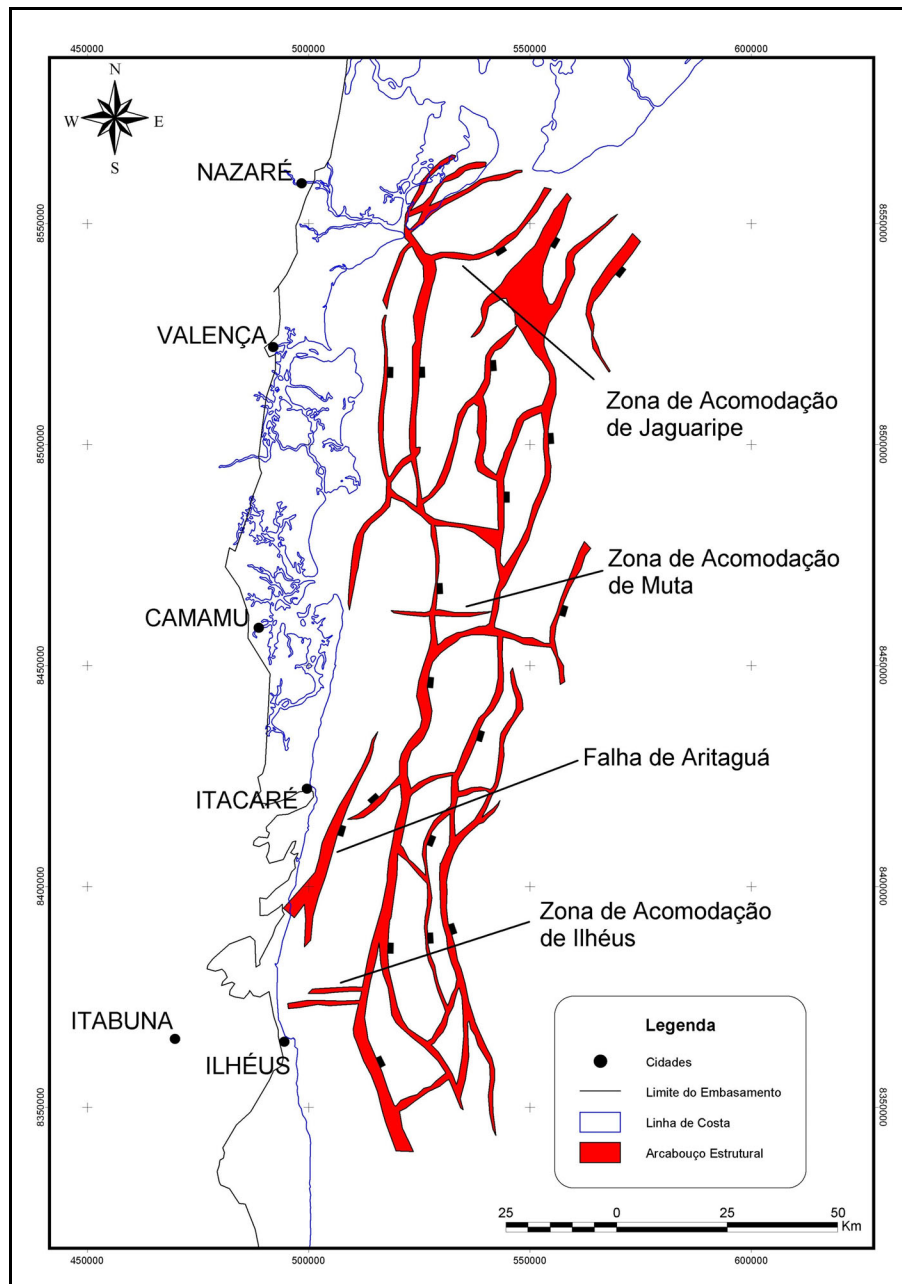 450000
500000
550000
600000
N
W
E
S
NAZARÉ
8550000
8550000
VALENÇA
Zona de Acomodação
de Jaguaripe
8500000
8500000
Zona de Acomodação
de Muta
CAMAMU
8450000
8450000
Falha de Aritaguá
ITACARÉ
8400000
8400000
Zona de Acomodação
de Ilhéus
ITABUNA
ILHÉUS
Legenda
Cidades
Limite do Embasamento
Linha de Costa
Arcabouço Estrutural
8350000
8350000
25
0
25
50
Km
450000
500000
550000
600000